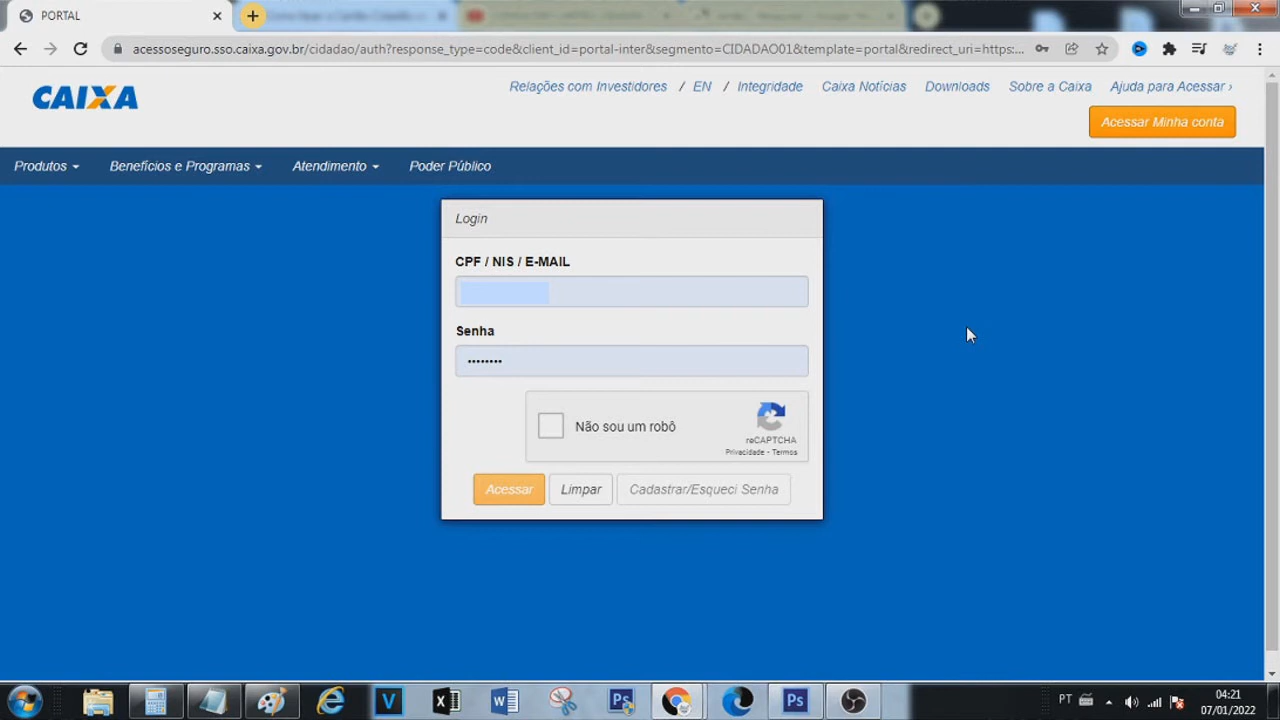 PORTAL
acessoseguro.sso.caixa.gov.br/cidadao/auth?response_type=code&client_id=portal-inter&segmento=CIDADAO01&template=portal&redirect_uri=https:...
CAIXA
Relações com Investidores / EN / Integridade Caixa Notícias Downloads Sobre a Caixa Ajuda para Acessar ›
Acessar Minha conta
Produtos Benefícios e Programas Atendimento Poder Público
Login
CPF / NIS / E-MAIL
Senha
Não sou um robô
reCAPTCHA
Privacidade - Termos
Acessar Limpar Cadastrar/Esqueci Senha
PT
04:21
07/01/2022